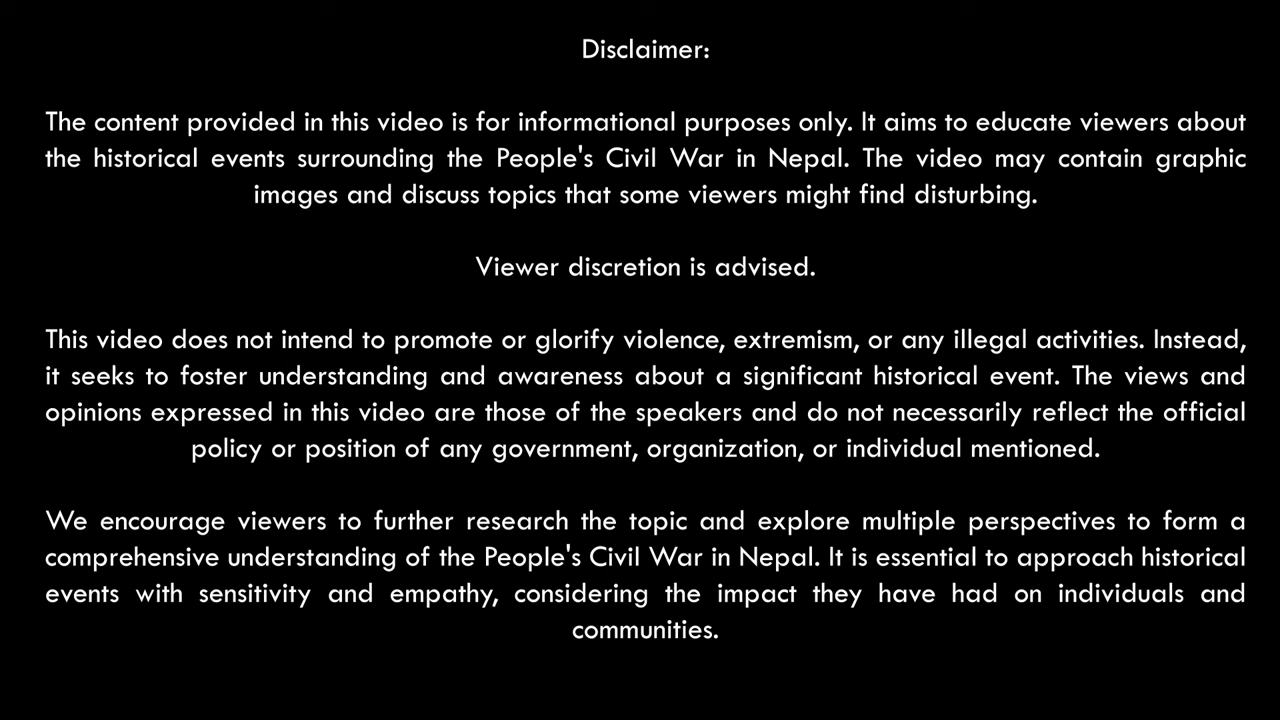 Disclaimer:
The content provided in this video is for informational purposes only. It aims to educate viewers about
the historical events surrounding the People's Civil War in Nepal. The video may contain graphic
images and discuss topics that some viewers might find disturbing.
Viewer discretion is advised.
This video does not intend to promote or glorify violence, extremism, or any illegal activities. Instead,
it seeks to foster understanding and awareness about a significant historical event. The views and
opinions expressed in this video are those of the speakers and do not necessarily reflect the official
policy or position of any government, organization, or individual mentioned.
We encourage viewers to further research the topic and explore multiple perspectives to form a
comprehensive understanding of the People's Civil War in Nepal. It is essential to approach historical
events with sensitivity and empathy, considering the impact they have had on individuals and
communities.